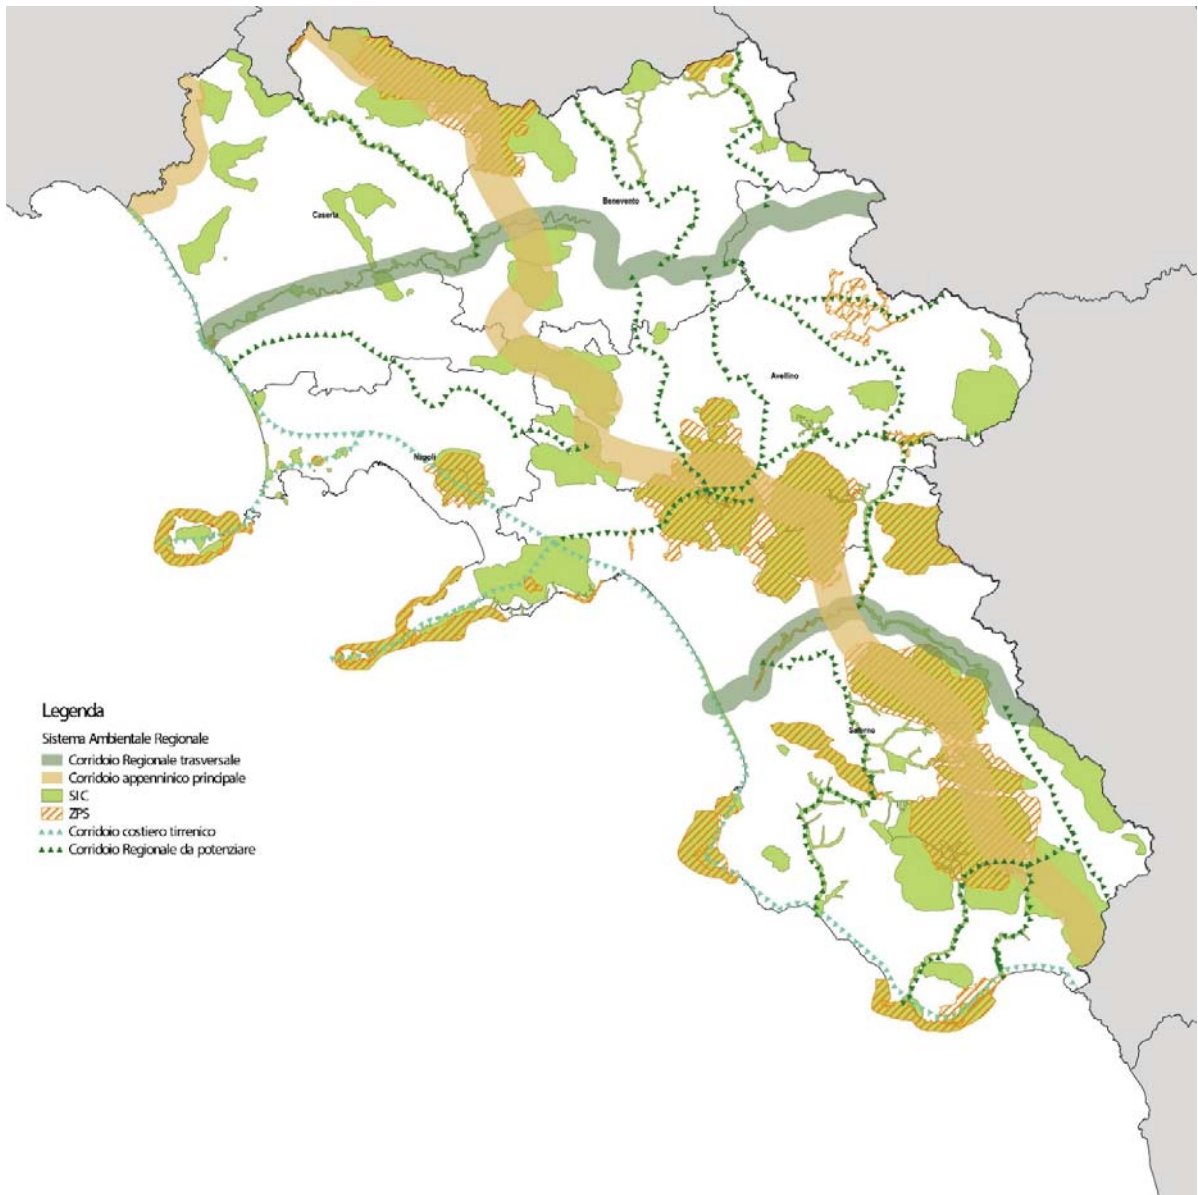 Benevento
Caserta
Avellino
Napoli
Salerno
Legenda
Sistema Ambientale Regionale
Corridoio Regionale trasversale
Corridoio appenninico principale
SIC
ZPS
Corridoio costiero tirrenico
Corridoio Regionale da potenziare